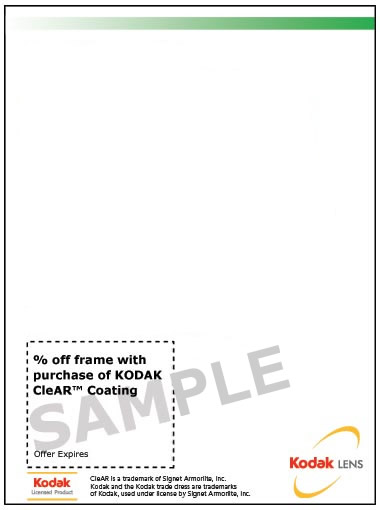 % off frame with
purchase of KODAK
CleAR™ Coating
SAMPLE
Offer Expires
Kodak LENS
Kodak
Licensed Product
CleAR is a trademark of Signet Armorlite, Inc.
Kodak and the Kodak trade dress are trademarks
of Kodak, used under license by Signet Armorlite, Inc.